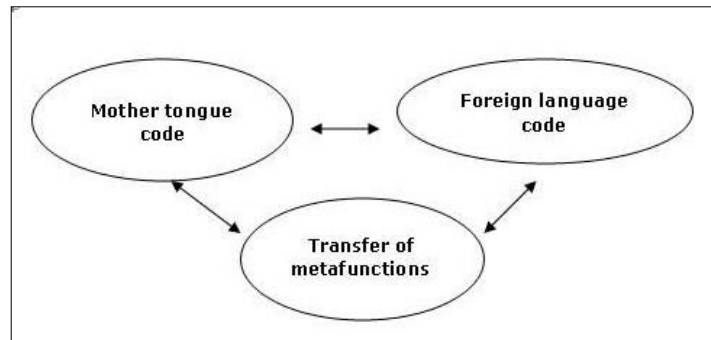 Mother tongue
code
Foreign language
code
Transfer of
metafunctions